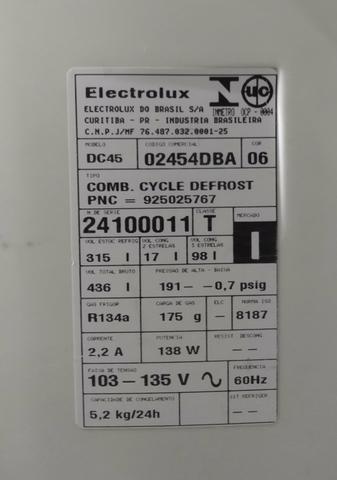 Electrolux
ELECTROLUX DO BRASIL S/A
INMETRO OCP - 0004
CURITIBA - PR - INDUSTRIA BRASILEIRA
C.N.P.J/MF 76.487.032.0001-25
MODELO CODIGO COMERCIAL COR
DC45 02454DBA 06
TIPO
COMB. CYCLE DEFROST
PNC = 925025767
N.DE SERIE CLASSE MERCADO
24100011 T I
VOL ESTOC REFRIG VOL CONG 2 ESTRELAS VOL CONG 3 ESTRELAS
315 l 17 l 98 l
VOL TOTAL BRUTO PRESSAO DE ALTA - BAIXA
436 l 191--0,7 psig
GAS FRIGOR CARGA DE GAS ELC NORMA ISO
R134a 175 g - 8187
CORRENTE POTENCIA RESIST DESCONG
2,2 A 138 W --
FAIXA DE TENSAO FREQUENCIA
103-135 V 60Hz
CAPACIDADE DE CONGELAMENTO
5,2 kg/24h --